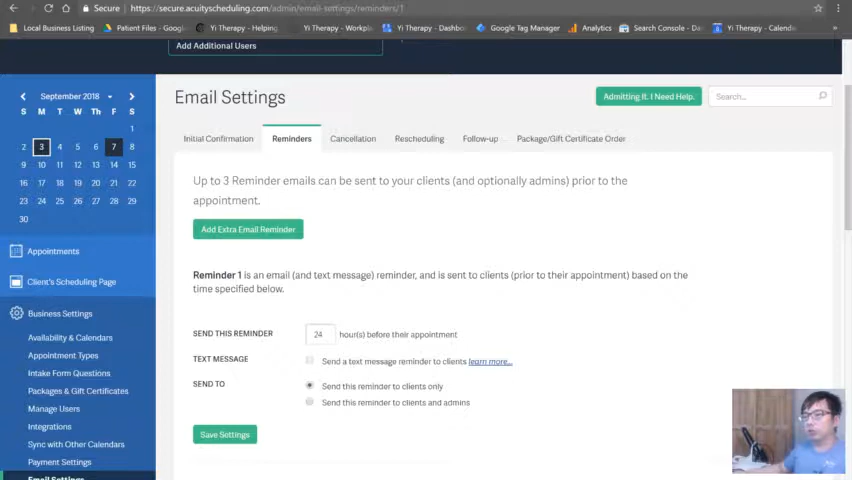 Secure https://secure.acuityscheduling.com/admin/email-settings/reminders/1
Local Business Listing Patient Files - Google Yi Therapy - Helping Yi Therapy - Workpl Yi Therapy - Dashbo Google Tag Manager Analytics Search Console - Das Yi Therapy - Calend »
Add Additional Users
September 2018
S M T W Th F S
1
2 3 4 5 6 7 8
9 10 11 12 13 14 15
16 17 18 19 20 21 22
23 24 25 26 27 28 29
30
Appointments
Client's Scheduling Page
Business Settings
Availability & Calendars
Appointment Types
Intake Form Questions
Packages & Gift Certificates
Manage Users
Integrations
Sync with Other Calendars
Payment Settings
Email Settings
Email Settings
Admitting It. I Need Help.
Search...
Initial Confirmation Reminders Cancellation Rescheduling Follow-up Package/Gift Certificate Order
Up to 3 Reminder emails can be sent to your clients (and optionally admins) prior to the
appointment.
Add Extra Email Reminder
Reminder 1 is an email (and text message) reminder, and is sent to clients (prior to their appointment) based on the
time specified below.
SEND THIS REMINDER 24 hour(s) before their appointment
TEXT MESSAGE Send a text message reminder to clients learn more...
SEND TO Send this reminder to clients only
Send this reminder to clients and admins
Save Settings